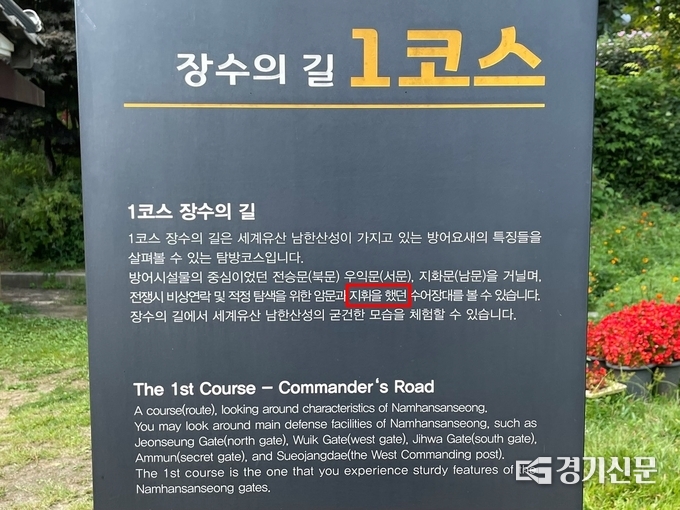 장수의 길 1코스
1코스 장수의 길
1코스 장수의 길은 세계유산 남한산성이 가지고 있는 방어요새의 특징들을
살펴볼 수 있는 탐방코스입니다.
방어시설물의 중심이었던 전승문(북문) 우익문(서문), 지화문(남문)을 거닐며,
전쟁시 비상연락 및 적정 탐색을 위한 암문과 지휘을 했던 수어장대를 볼 수 있습니다.
장수의 길에서 세계유산 남한산성의 굳건한 모습을 체험할 수 있습니다.
The 1st Course – Commander‘s Road
A course(route), looking around characteristics of Namhansanseong.
You may look around main defense facilities of Namhansanseong, such as
Jeonseung Gate(north gate), Wuik Gate(west gate), Jihwa Gate(south gate),
Ammun(secret gate), and Sueojangdae(the West Commanding post).
The 1st course is the one that you experience sturdy features of the
Namhansanseong gates.
경기신문